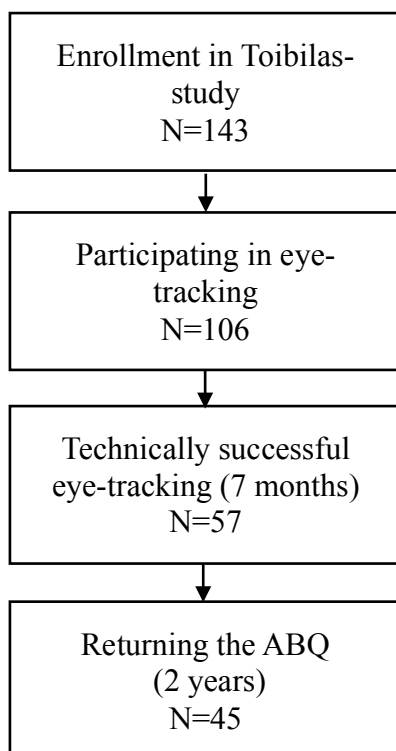 Enrollment in Toibilas-
study
N=143
Participating in eye-
tracking
N=106
Technically successful
eye-tracking (7 months)
N=57
Returning the ABQ
(2 years)
N=45